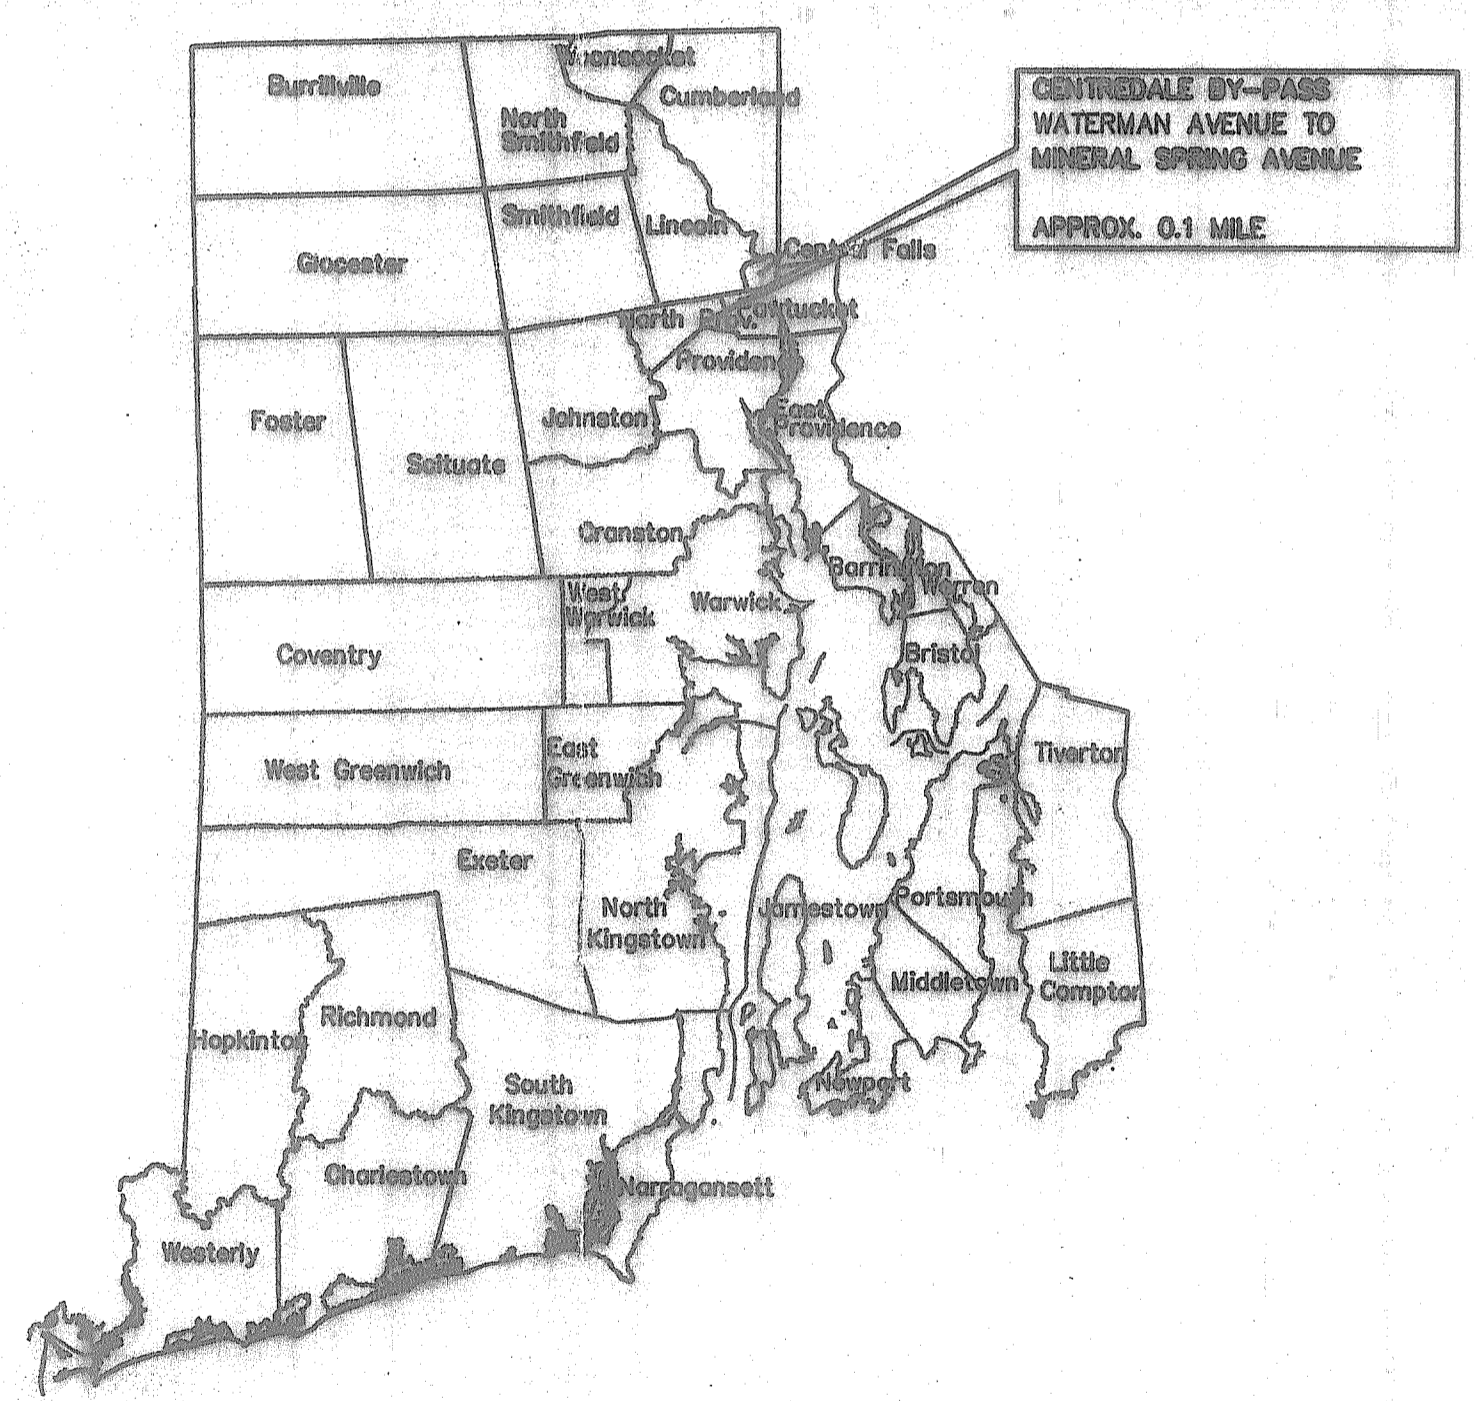 Burrillville
Woonsocket
Cumberland
North
Smithfield
CENTREDALE BY-PASS
WATERMAN AVENUE TO
MINERAL SPRING AVENUE
APPROX. 0.1 MILE
Glocester
Smithfield
Lincoln
Central Falls
North Prov.
Pawtucket
Providence
Foster
Scituate
Johnston
East
Providence
Cranston
Barrington
Warren
West
Warwick
Warwick
Coventry
Bristol
West Greenwich
East
Greenwich
Tiverton
Exeter
North
Kingstown
Jamestown
Portsmouth
Middletown
Little
Compton
Hopkinton
Richmond
South
Kingstown
Newport
Charlestown
Narragansett
Westerly